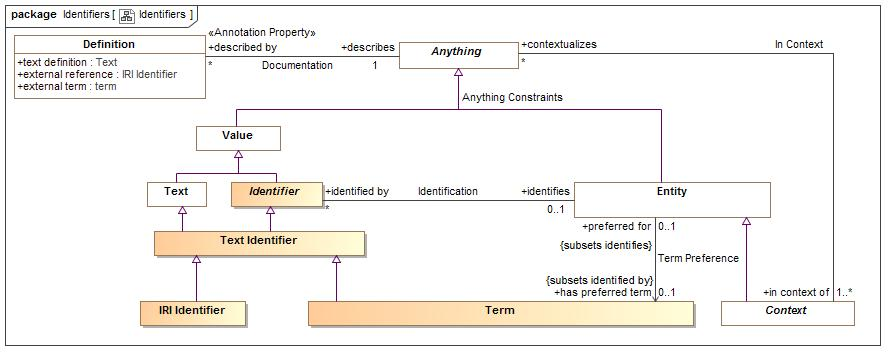 package Identifiers [ Identifiers ]
«Annotation Property»
Definition
+described by
+describes
Anything
+contextualizes
In Context
+text definition : Text
+external reference : IRI Identifier
+external term : term
*
Documentation
1
*
Anything Constraints
Value
Text
Identifier
+identified by
Identification
+identifies
Entity
*
0..1
+preferred for
0..1
Text Identifier
{subsets identifies}
Term Preference
{subsets identified by}
+has preferred term
0..1
+in context of
1..*
IRI Identifier
Term
Context